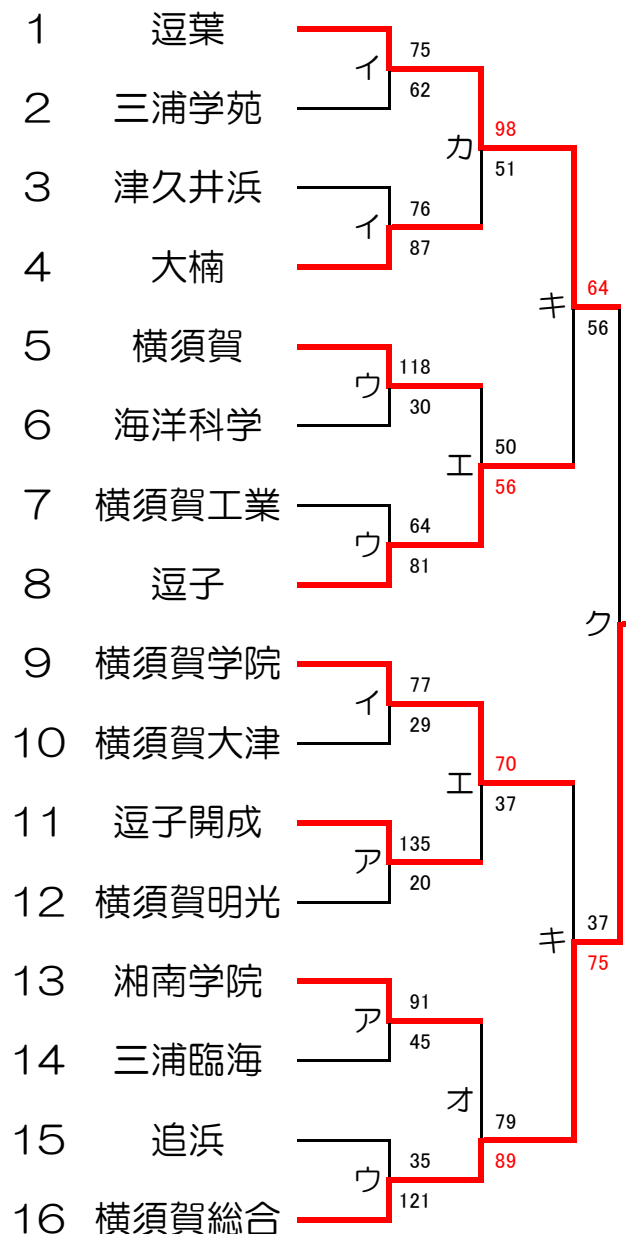 1 逗葉
イ 75
62
2 三浦学苑
98
カ 51
3 津久井浜
イ 76
87
4 大楠
キ 64
56
5 横須賀
ウ 118
30
6 海洋科学
エ 50
56
7 横須賀工業
ウ 64
81
8 逗子
ク
9 横須賀学院
イ 77
29
10 横須賀大津
エ 70
37
11 逗子開成
ア 135
20
12 横須賀明光
キ 37
75
13 湘南学院
ア 91
45
14 三浦臨海
オ 79
89
15 追浜
ウ 35
121
16 横須賀総合